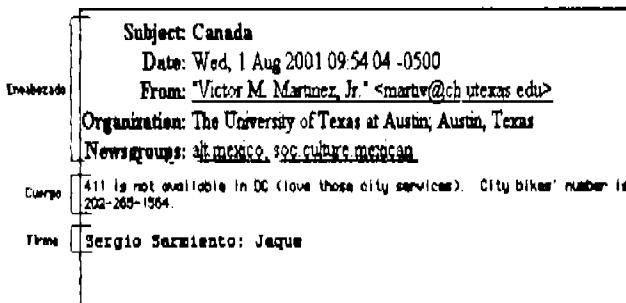 Subject: Canada
Date: Wed, 1 Aug 2001 09:54 04 -0500
Encabezado
From: "Victor M. Martinez, Jr." < edu>
Organization: The University of Texas at Austin; Austin, Texas
Newsgroups: alt.mexico, soc.culture.mexican
Cuerpo
411 is not available in DC (love those city services). City bikes' number is
202-265-1564.
Firma
Sergio Sarmiento: Jaque